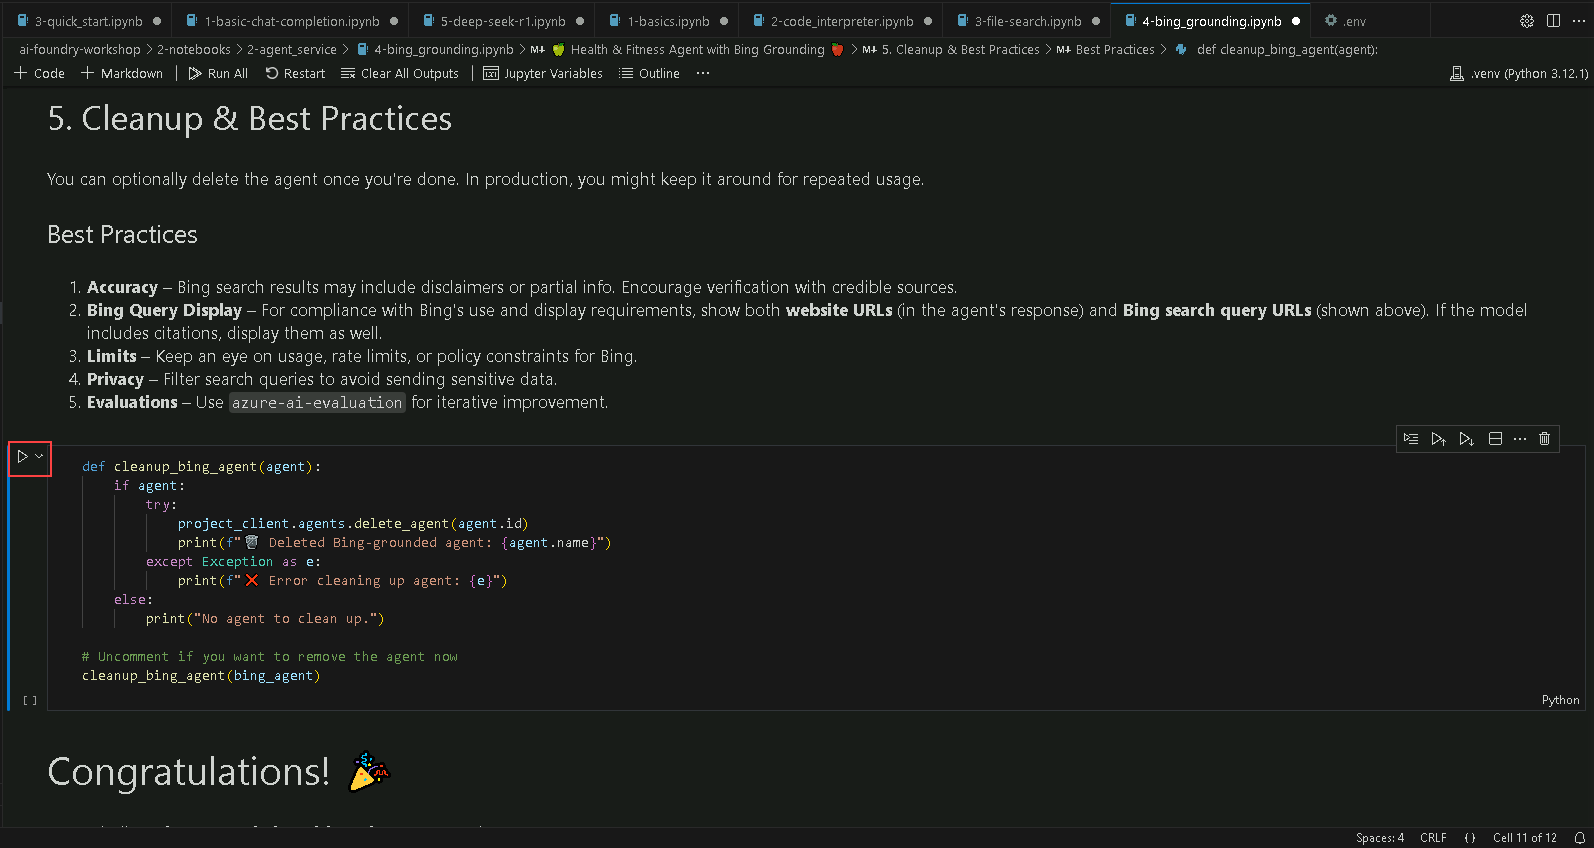 3-quick_start.ipynb 1-basic-chat-completion.ipynb 5-deep-seek-r1.ipynb 1-basics.ipynb 2-code_interpreter.ipynb 3-file-search.ipynb 4-bing_grounding.ipynb .env
ai-foundry-workshop > 2-notebooks > 2-agent_service > 4-bing_grounding.ipynb > M↓ 🍏 Health & Fitness Agent with Bing Grounding 🍎 > M↓ 5. Cleanup & Best Practices > M↓ Best Practices > def cleanup_bing_agent(agent):
+ Code + Markdown Run All Restart Clear All Outputs Jupyter Variables Outline ··· .venv (Python 3.12.1)
5. Cleanup & Best Practices
You can optionally delete the agent once you're done. In production, you might keep it around for repeated usage.
Best Practices
1. Accuracy – Bing search results may include disclaimers or partial info. Encourage verification with credible sources.
2. Bing Query Display – For compliance with Bing's use and display requirements, show both website URLs (in the agent's response) and Bing search query URLs (shown above). If the model
includes citations, display them as well.
3. Limits – Keep an eye on usage, rate limits, or policy constraints for Bing.
4. Privacy – Filter search queries to avoid sending sensitive data.
5. Evaluations – Use azure-ai-evaluation for iterative improvement.
def cleanup_bing_agent(agent):
if agent:
try:
project_client.agents.delete_agent(agent.id)
print(f"🗑️ Deleted Bing-grounded agent: {agent.name}")
except Exception as e:
print(f"❌ Error cleaning up agent: {e}")
else:
print("No agent to clean up.")
# Uncomment if you want to remove the agent now
cleanup_bing_agent(bing_agent)
[ ]
Python
Congratulations! 🎉
Spaces: 4 CRLF {} Cell 11 of 12